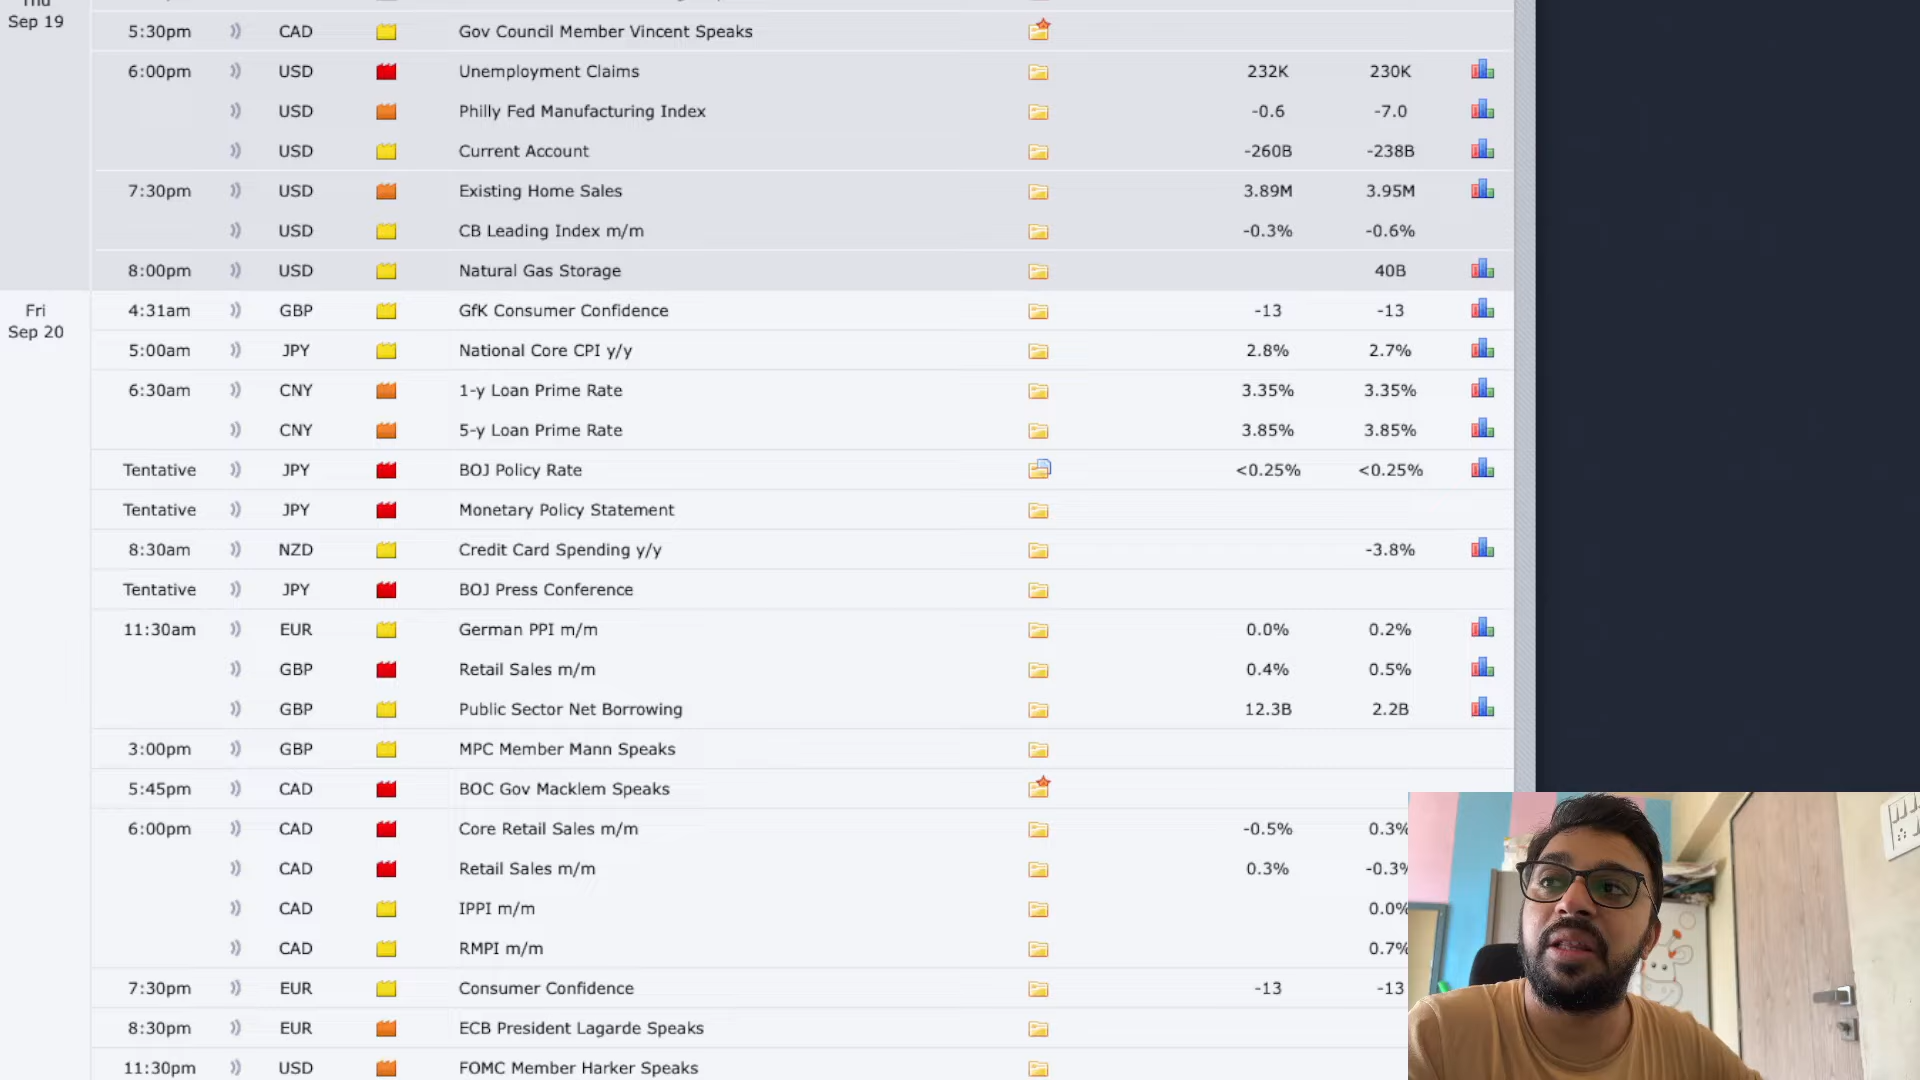 Thu
Sep 19
5:30pm CAD Gov Council Member Vincent Speaks
6:00pm USD Unemployment Claims 232K 230K
USD Philly Fed Manufacturing Index -0.6 -7.0
USD Current Account -260B -238B
7:30pm USD Existing Home Sales 3.89M 3.95M
USD CB Leading Index m/m -0.3% -0.6%
8:00pm USD Natural Gas Storage 40B
Fri
Sep 20
4:31am GBP GfK Consumer Confidence -13 -13
5:00am JPY National Core CPI y/y 2.8% 2.7%
6:30am CNY 1-y Loan Prime Rate 3.35% 3.35%
CNY 5-y Loan Prime Rate 3.85% 3.85%
Tentative JPY BOJ Policy Rate <0.25% <0.25%
Tentative JPY Monetary Policy Statement
8:30am NZD Credit Card Spending y/y -3.8%
Tentative JPY BOJ Press Conference
11:30am EUR German PPI m/m 0.0% 0.2%
GBP Retail Sales m/m 0.4% 0.5%
GBP Public Sector Net Borrowing 12.3B 2.2B
3:00pm GBP MPC Member Mann Speaks
5:45pm CAD BOC Gov Macklem Speaks
6:00pm CAD Core Retail Sales m/m -0.5% 0.3%
CAD Retail Sales m/m 0.3% -0.3%
CAD IPPI m/m 0.0%
CAD RMPI m/m 0.7%
7:30pm EUR Consumer Confidence -13 -13
8:30pm EUR ECB President Lagarde Speaks
11:30pm USD FOMC Member Harker Speaks